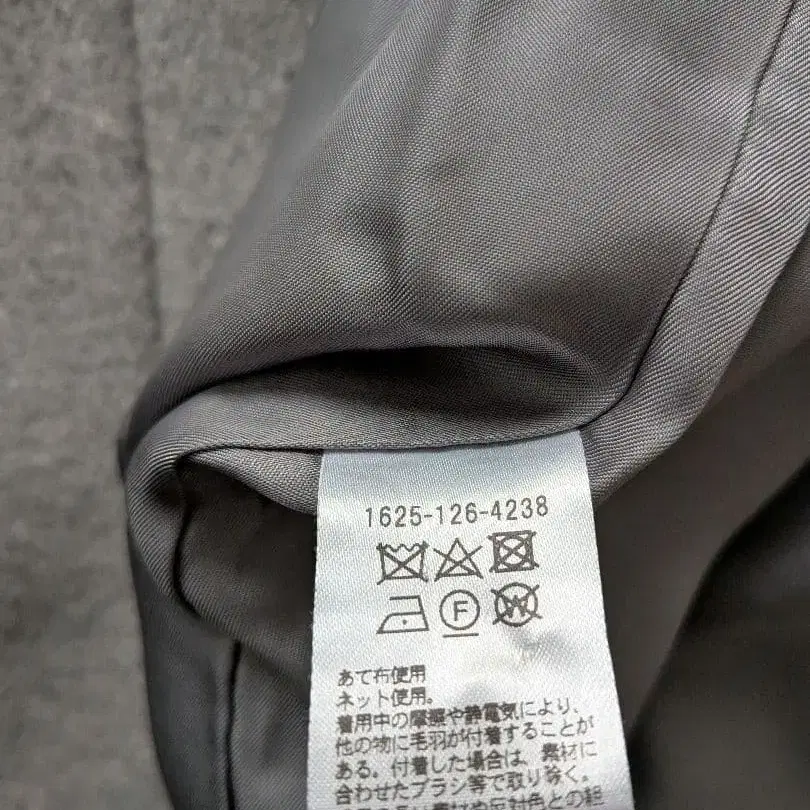 1625-126-4238
F
W
あて布使用
ネット使用。
着用中の摩擦や静電気により、
他の物に毛羽が付着することが
ある。付着した場合は、素材に
合わせたブラシ等で取り除く。